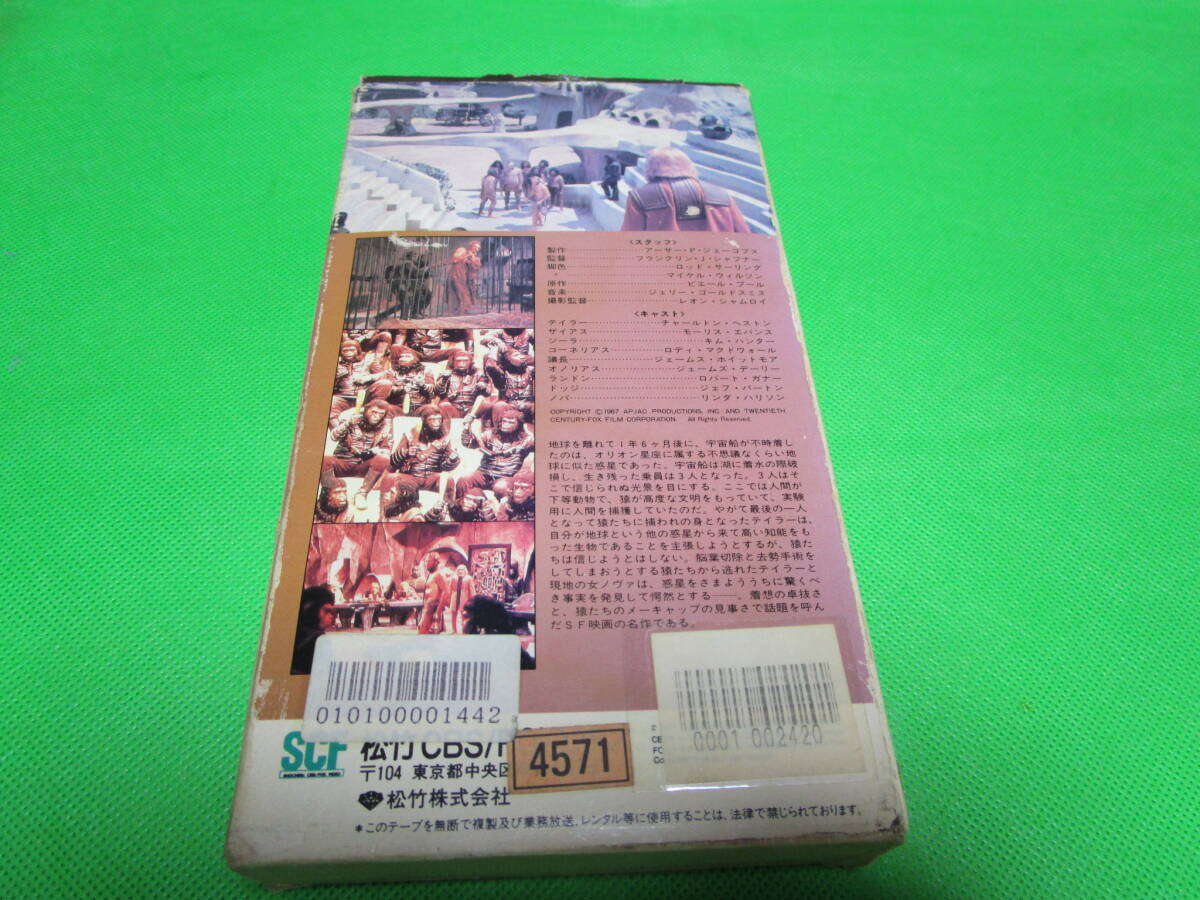 〈スタッフ〉
製作……………アーサー・P・ジェーコブス
監督……………フランクリン・J・シャフナー
脚色……………ロッド・サーリング
〃……………マイケル・ウィルソン
原作……………ピエール・ブール
音楽……………ジェリー・ゴールドスミス
撮影監督……………レオン・シャムロイ
〈キャスト〉
テイラー……………チャールトン・ヘストン
ザイアス……………モーリス・エバンス
ジーラ……………キム・ハンター
コーネリアス……………ロディ・マクドウォール
議長……………ジェームス・ホイットモア
オノリアス……………ジェームズ・デーリー
ランドン……………ロバート・ガナー
ドッジ……………ジェフ・バートン
ノバ……………リンダ・ハリソン
COPYRIGHT ©1967 APJAC PRODUCTIONS, INC. AND TWENTIETH
CENTURY-FOX FILM CORPORATION. All Rights Reserved.
地球を離れて1年6ヶ月後に、宇宙船が不時着し
たのは、オリオン星座に属する不思議なくらい地
球に似た惑星であった。宇宙船は湖に着水の際破
損し、生き残った乗員は3人となった。3人はそ
こで信じられぬ光景を目にする。ここでは人間が
下等動物で、猿が高度な文明をもっていて、実験
用に人間を捕獲していたのだ。やがて最後の一人
となって猿たちに捕われの身となったテイラーは、
自分が地球という他の惑星から来て高い知能をも
った生物であることを主張しようとするが、猿た
ちは信じようとはしない。脳葉切除と去勢手術を
してしまおうとする猿たちから逃れたテイラーと
現地の女ノヴァは、惑星をさまよううちに驚くべ
き事実を発見して愕然とする――。着想の卓抜さ
と、猿たちのメーキャップの見事さで話題を呼ん
だSF映画の名作である。
010100001442
0001 002420
SCF
松竹CBS/
4571
〒104 東京都中央区
松竹株式会社
＊このテープを無断で複製及び業務放送、レンタル等に使用することは、法律で禁じられております。